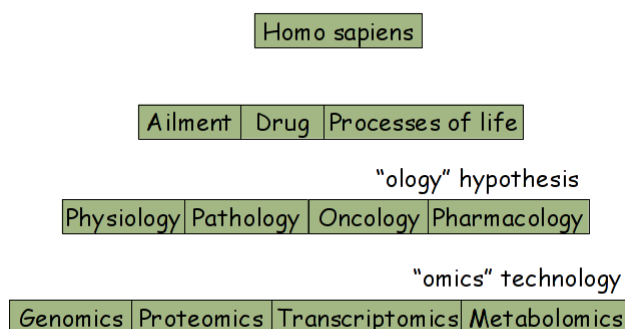 Homo sapiens
Ailment Drug Processes of life
“ology” hypothesis
Physiology Pathology Oncology Pharmacology
“omics” technology
Genomics Proteomics Transcriptomics Metabolomics